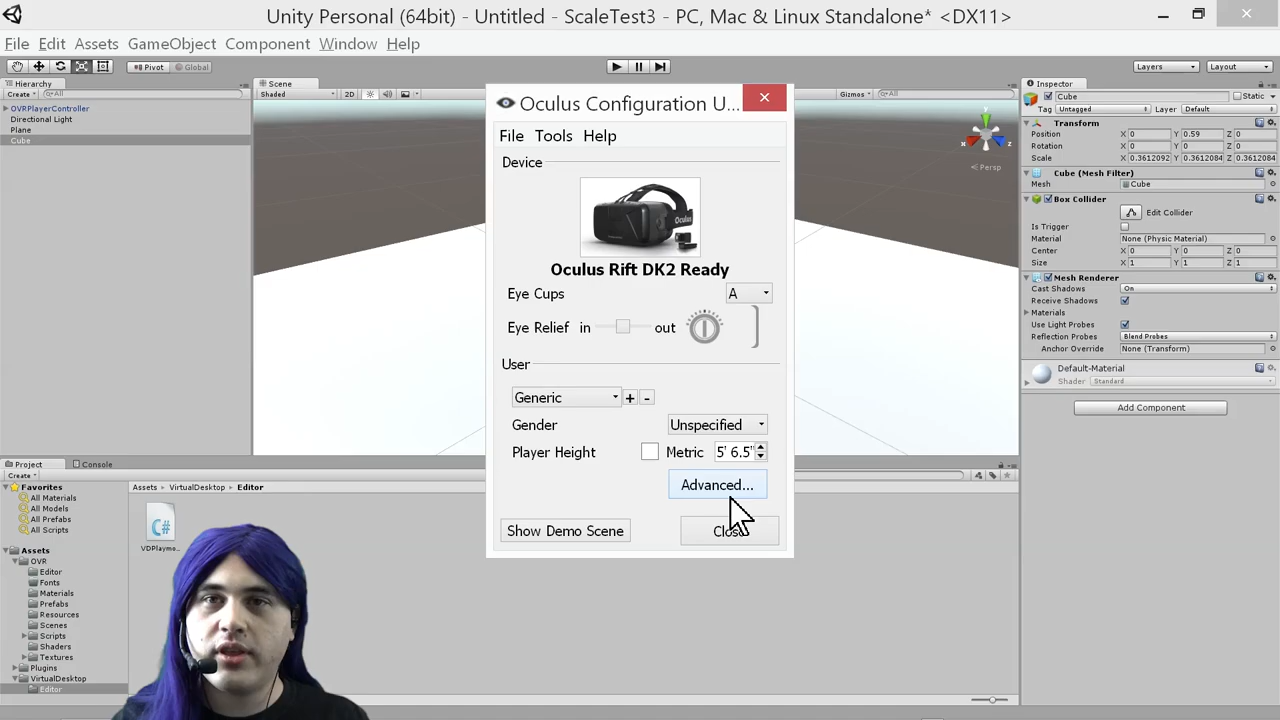 Unity Personal (64bit) - Untitled - ScaleTest3 - PC, Mac & Linux Standalone* <DX11>
File Edit Assets GameObject Component Window Help
Pivot Global Layers Layout
Hierarchy
Create All
OVRPlayerController
Directional Light
Plane
Cube
Scene
Shaded 2D Gizmos All
y
z
Persp
Oculus Configuration U...
File Tools Help
Device
Oculus
Oculus Rift DK2 Ready
Eye Cups A
Eye Relief in out
User
Generic + -
Gender Unspecified
Player Height Metric 5' 6.5"
Advanced...
Show Demo Scene Close
Inspector
Cube Static
Tag Untagged Layer Default
Transform
Position X 0 Y 0.59 Z 0
Rotation X 0 Y 0 Z 0
Scale X 0.3612092 Y 0.3612084 Z 0.3612084
Cube (Mesh Filter)
Mesh Cube
Box Collider
Edit Collider
Is Trigger
Material None (Physic Material)
Center X 0 Y 0 Z 0
Size X 1 Y 1 Z 1
Mesh Renderer
Cast Shadows On
Receive Shadows
Materials
Use Light Probes
Reflection Probes Blend Probes
Anchor Override None (Transform)
Default-Material
Shader Standard
Add Component
Project Console
Create
Favorites
All Materials
All Models
All Prefabs
All Scripts
Assets
OVR
Editor
Fonts
Materials
Prefabs
Resources
Scenes
Scripts
Shaders
Textures
Plugins
VirtualDesktop
Editor
Assets VirtualDesktop Editor
C#
VDPlaymo...